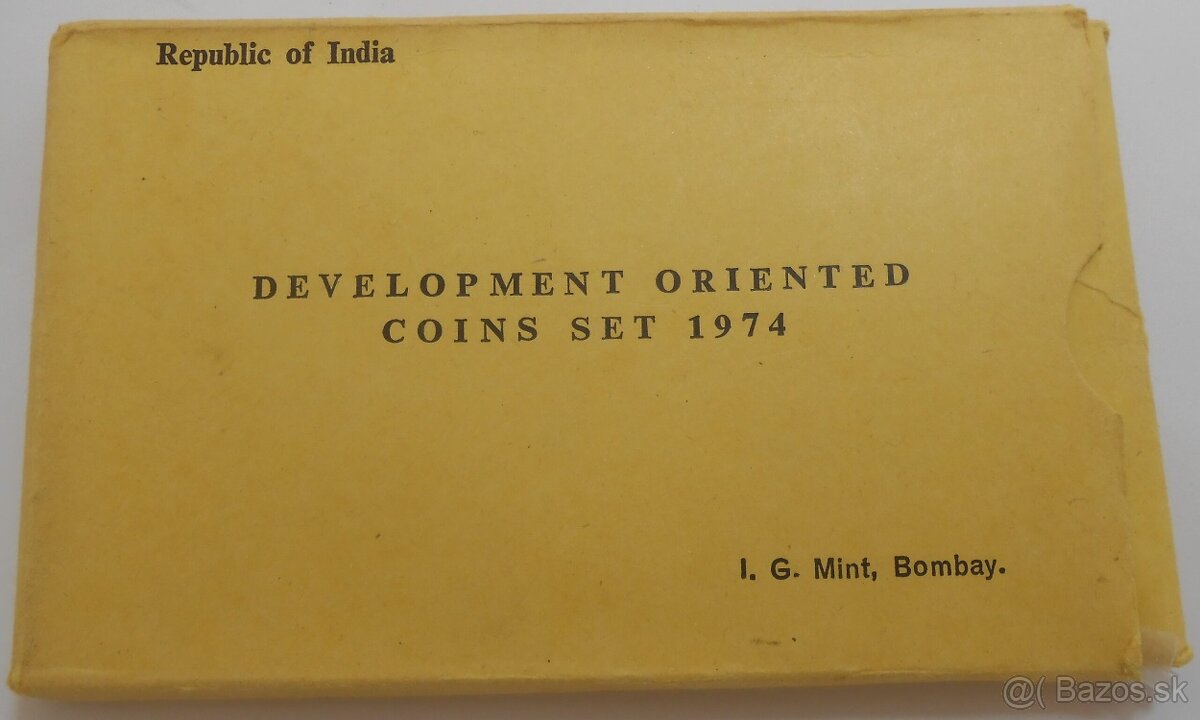 Republic of India
DEVELOPMENT ORIENTED
COINS SET 1974
I. G. Mint, Bombay.
@( Bazos.sk